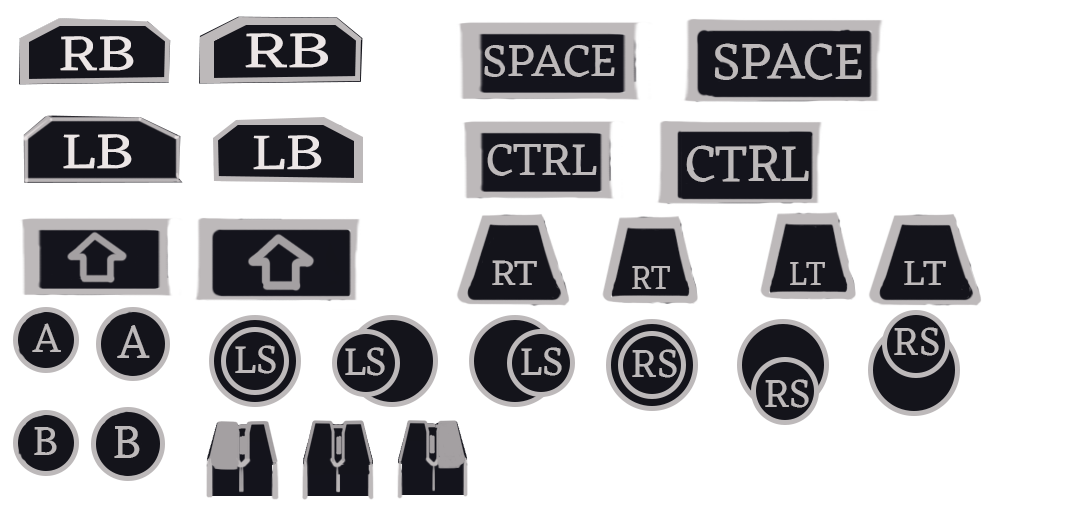 RB RB SPACE SPACE
LB LB CTRL CTRL
RT RT LT LT
A A LS LS LS RS RS RS
B B